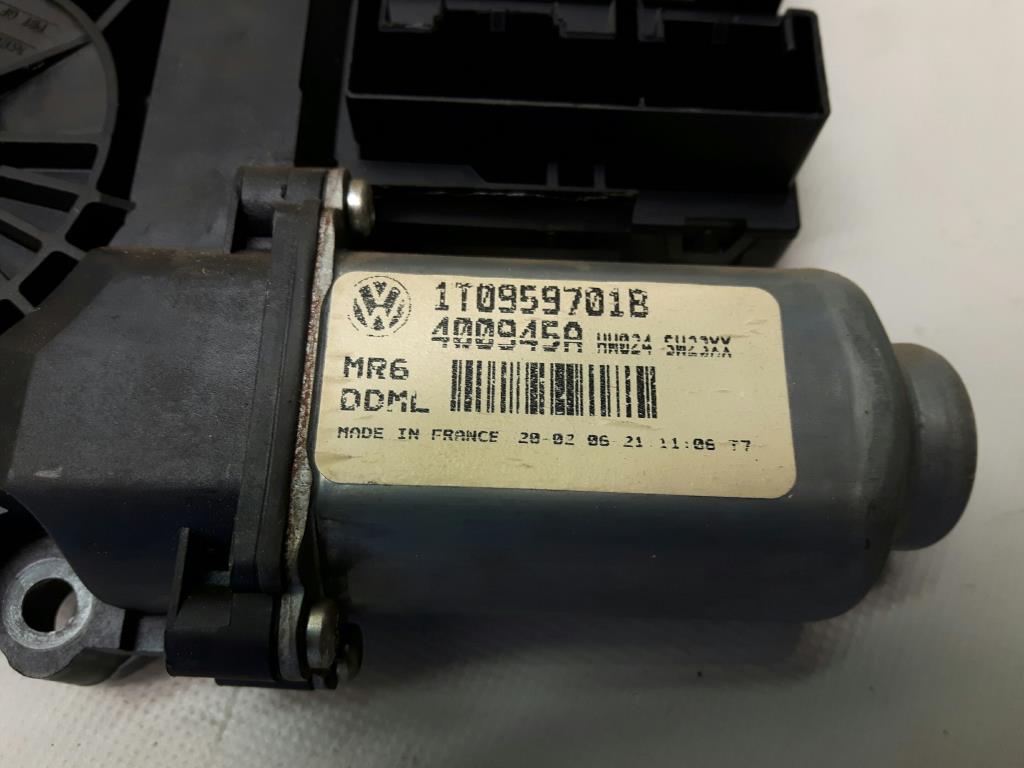 1T0959701B
400945A HW024 SW23XX
MR6
DDML
MADE IN FRANCE 20-02 06 21 11:06 T7